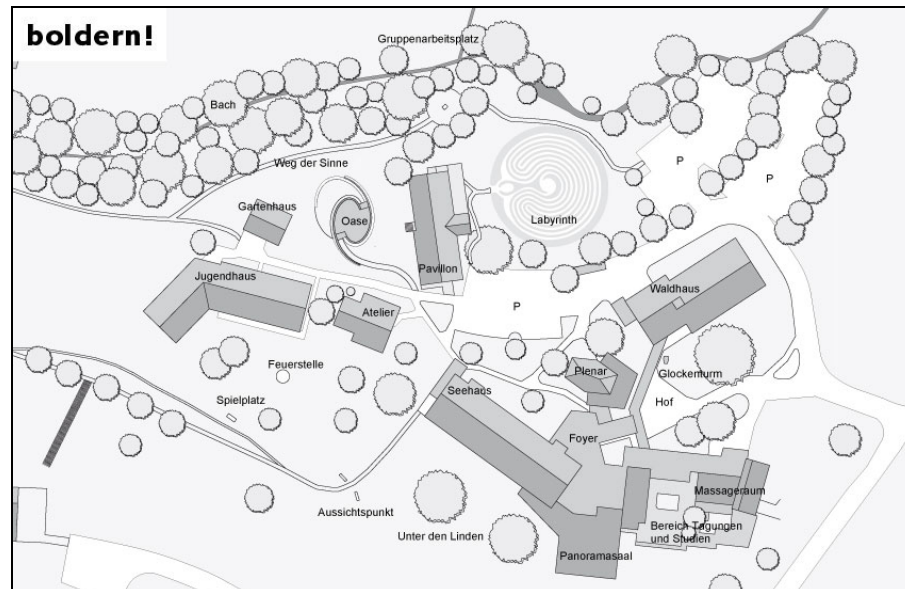 boldern!
Gruppenarbeitsplatz
Bach
Weg der Sinne
P
P
Gartenhaus
Oase
Labyrinth
Pavillon
Jugendhaus
Waldhaus
Atelier
P
Feuerstelle
Plenar
Glockenturm
Seehaus
Spielplatz
Hof
Foyer
Massageraum
Aussichtspunkt
Bereich Tagungen
und Studien
Unter den Linden
Panoramasaal